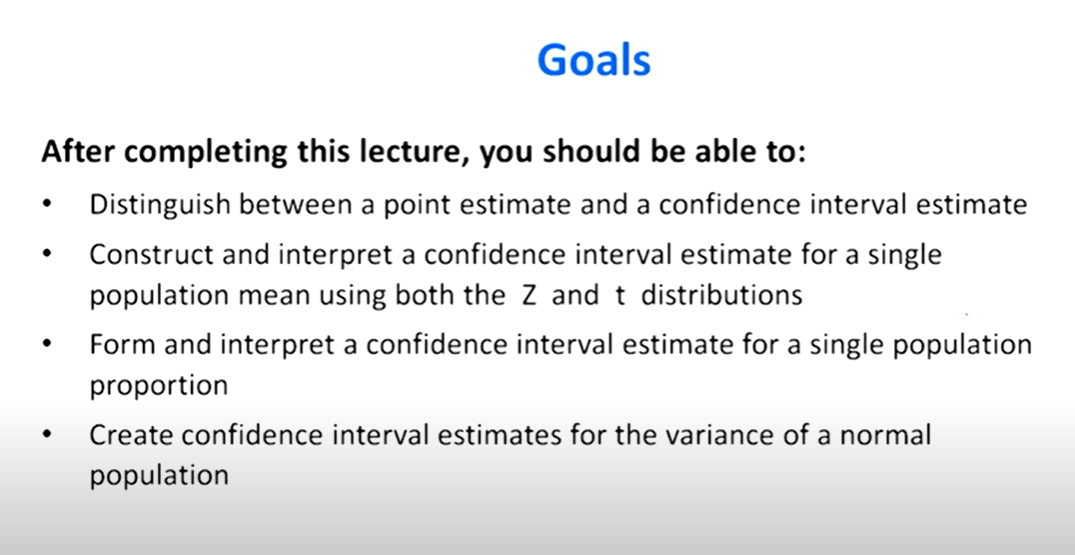 Goals
After completing this lecture, you should be able to:
• Distinguish between a point estimate and a confidence interval estimate
• Construct and interpret a confidence interval estimate for a single
population mean using both the Z and t distributions
• Form and interpret a confidence interval estimate for a single population
proportion
• Create confidence interval estimates for the variance of a normal
population